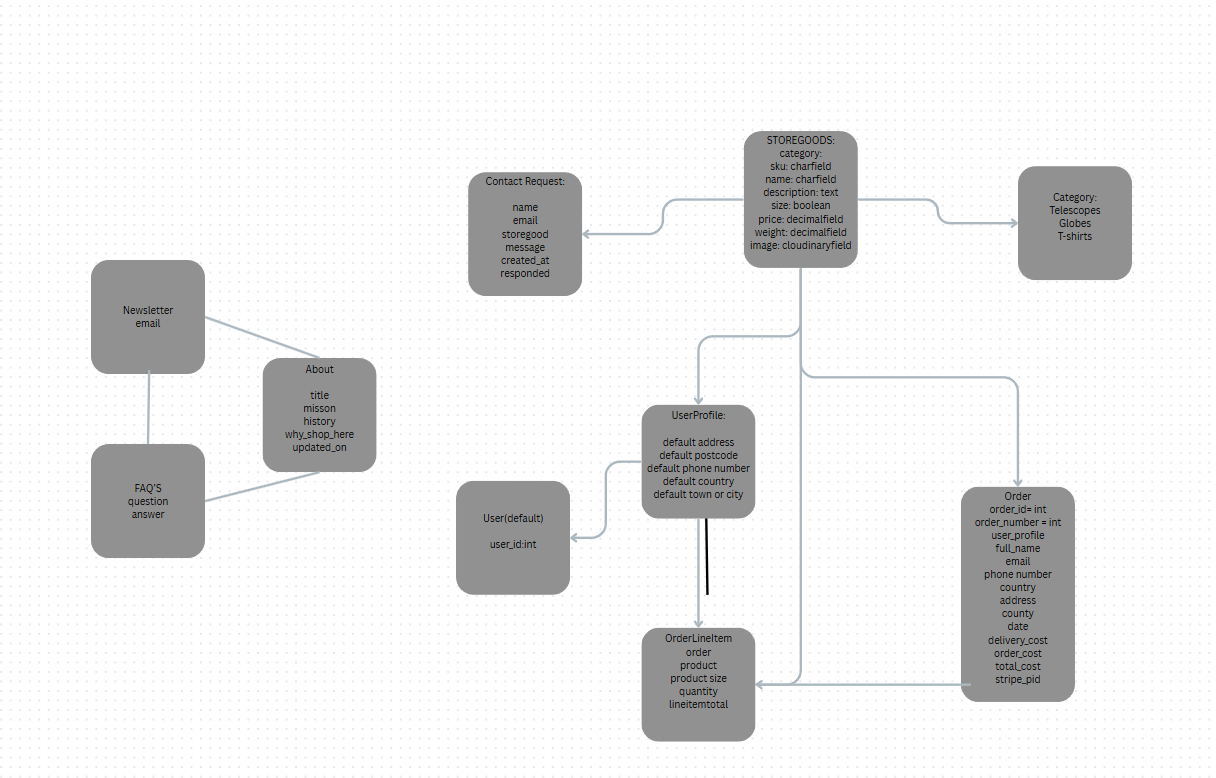 STOREGOODS:
category:
sku: charfield
name: charfield
description: text
size: boolean
price: decimalfield
weight: decimalfield
image: cloudinaryfield
Contact Request:
name
email
storegood
message
created_at
responded
Category:
Telescopes
Globes
T-shirts
Newsletter
email
About
title
misson
history
why_shop_here
updated_on
FAQ'S
question
answer
UserProfile:
default address
default postcode
default phone number
default country
default town or city
User(default)
user_id:int
Order
order_id= int
order_number = int
user_profile
full_name
email
phone number
country
address
county
date
delivery_cost
order_cost
total_cost
stripe_pid
OrderLineItem
order
product
product size
quantity
lineitemtotal